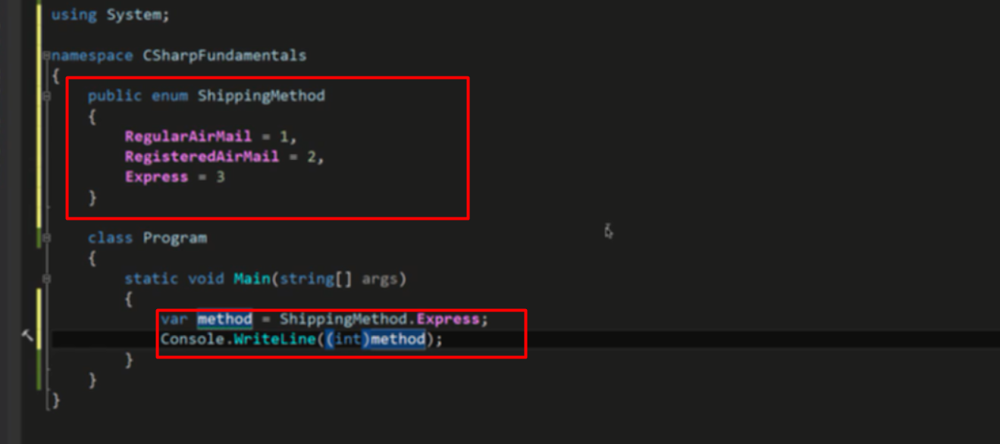 using System;
namespace CSharpFundamentals
{
public enum ShippingMethod
{
RegularAirMail = 1,
RegisteredAirMail = 2,
Express = 3
}
class Program
{
static void Main(string[] args)
{
var method = ShippingMethod.Express;
Console.WriteLine((int)method);
}
}
}